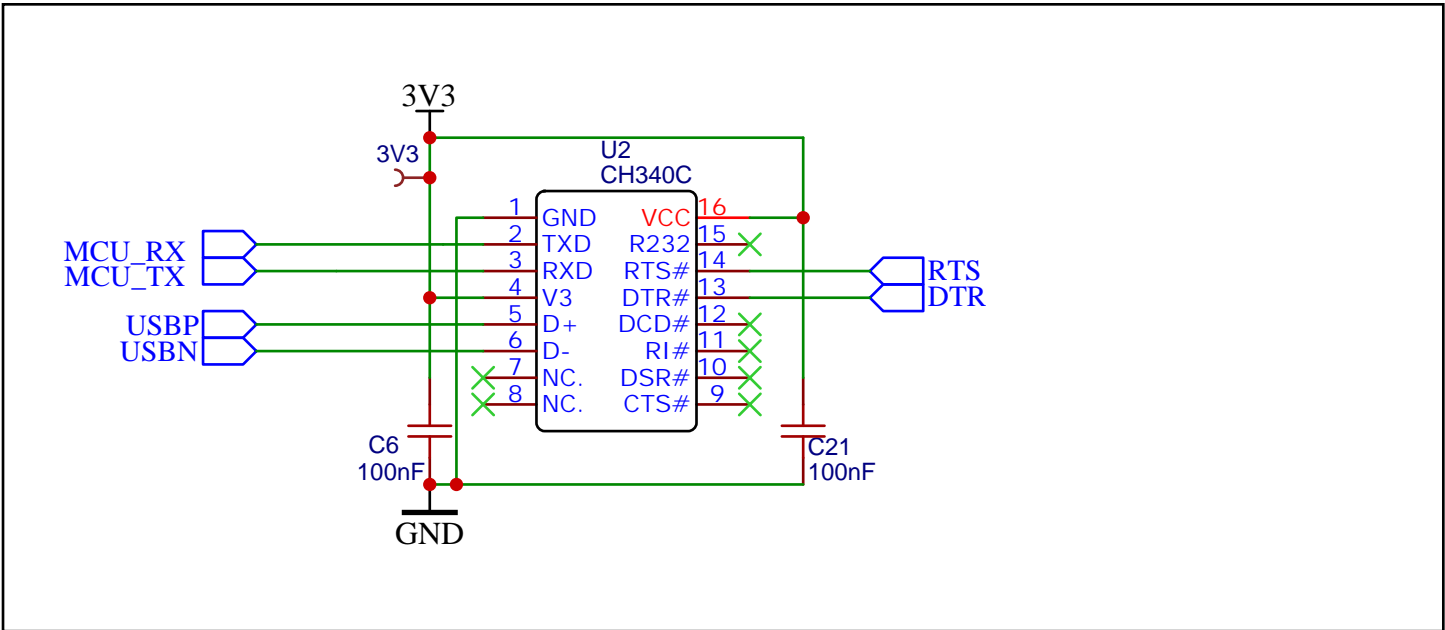 3V3
3V3
U2
CH340C
1 GND VCC 16
MCU_RX 2 TXD R232 15
MCU_TX 3 RXD RTS# 14 RTS
4 V3 DTR# 13 DTR
USBP 5 D+ DCD# 12
USBN 6 D- RI# 11
7 NC. DSR# 10
8 NC. CTS# 9
C6
100nF
C21
100nF
GND